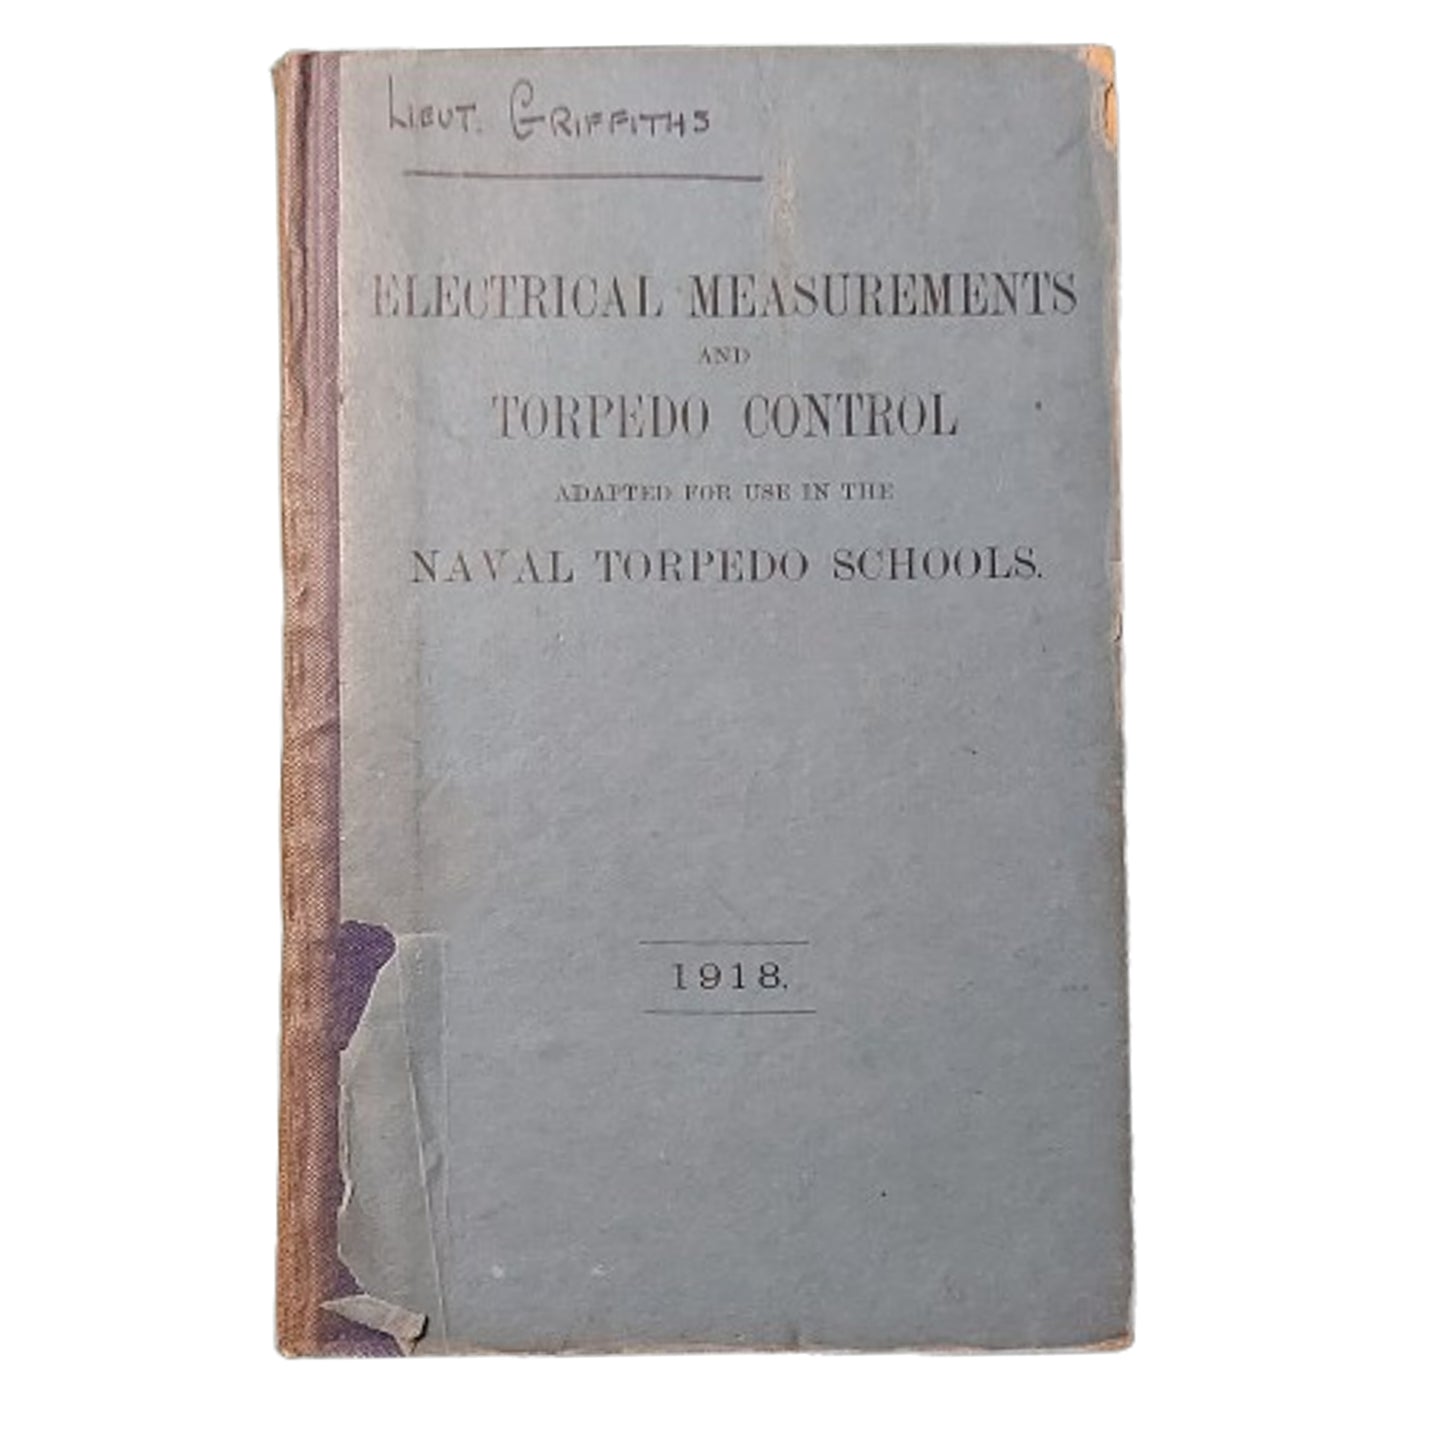 LIEUT. GRIFFITHS
ELECTRICAL MEASUREMENTS
AND
TORPEDO CONTROL
ADAPTED FOR USE IN THE
NAVAL TORPEDO SCHOOLS.
1918.